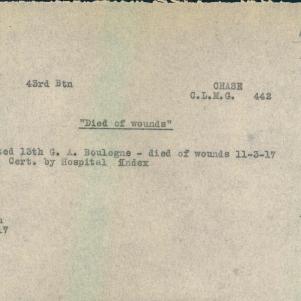 43rd Btn CHASE
C.L.M.G. 442
"Died of wounds"
ted 13th G. A. Boulogne - died of wounds 11-3-17
Cert. by Hospital Index
17